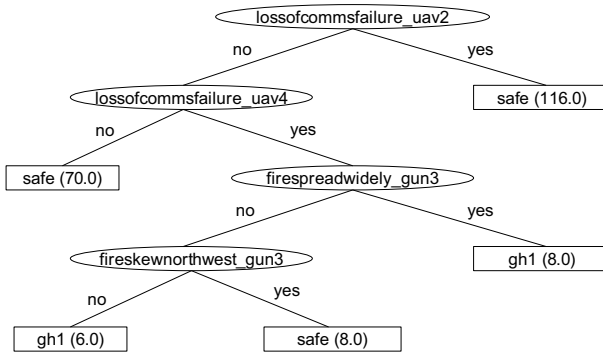 lossofcommsfailure_uav2
no
yes
lossofcommsfailure_uav4
safe (116.0)
no
yes
safe (70.0)
firespreadwidely_gun3
no
yes
fireskewnorthwest_gun3
gh1 (8.0)
no
yes
gh1 (6.0)
safe (8.0)